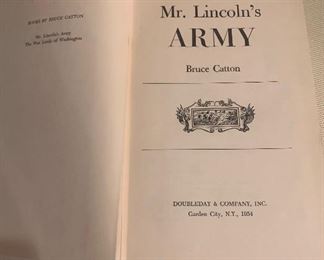 BOOKS BY BRUCE CATTON
Mr. Lincoln's Army
The War Lords of Washington
Mr. Lincoln's
ARMY
Bruce Catton
DOUBLEDAY & COMPANY, INC.
Garden City, N.Y., 1954